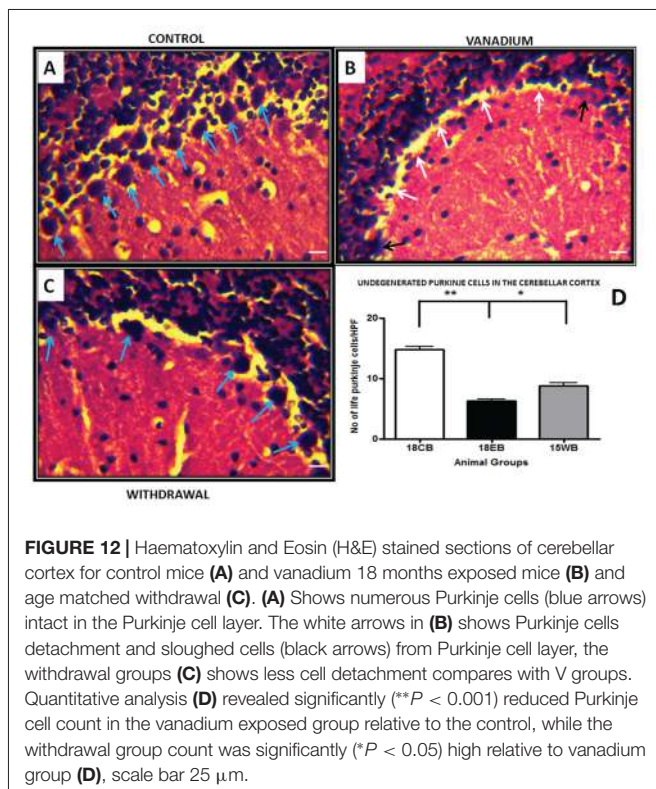 CONTROL
VANADIUM
A
B
C
UNDEGENERATED PURKINJE CELLS IN THE CEREBELLAR CORTEX
D
**
*
No of life purkinje cells/HPF
20
10
0
18CB
18EB
15WB
Animal Groups
WITHDRAWAL
FIGURE 12 | Haematoxylin and Eosin (H&E) stained sections of cerebellar
cortex for control mice (A) and vanadium 18 months exposed mice (B) and
age matched withdrawal (C). (A) Shows numerous Purkinje cells (blue arrows)
intact in the Purkinje cell layer. The white arrows in (B) shows Purkinje cells
detachment and sloughed cells (black arrows) from Purkinje cell layer, the
withdrawal groups (C) shows less cell detachment compares with V groups.
Quantitative analysis (D) revealed significantly (**P < 0.001) reduced Purkinje
cell count in the vanadium exposed group relative to the control, while the
withdrawal group count was significantly (*P < 0.05) high relative to vanadium
group (D), scale bar 25 μm.